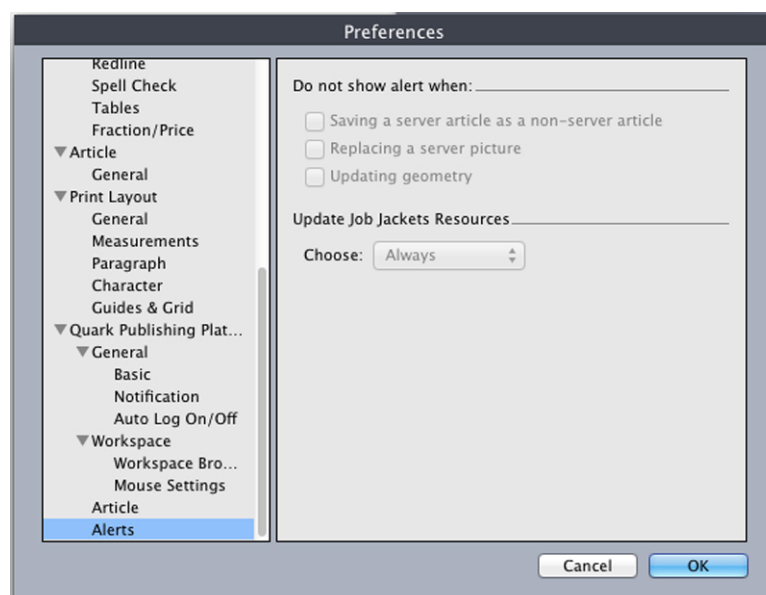 Preferences
Redline
Spell Check
Tables
Fraction/Price
Article
General
Print Layout
General
Measurements
Paragraph
Character
Guides & Grid
Quark Publishing Plat...
General
Basic
Notification
Auto Log On/Off
Workspace
Workspace Bro...
Mouse Settings
Article
Alerts
Do not show alert when:
Saving a server article as a non-server article
Replacing a server picture
Updating geometry
Update Job Jackets Resources
Choose: Always
Cancel OK